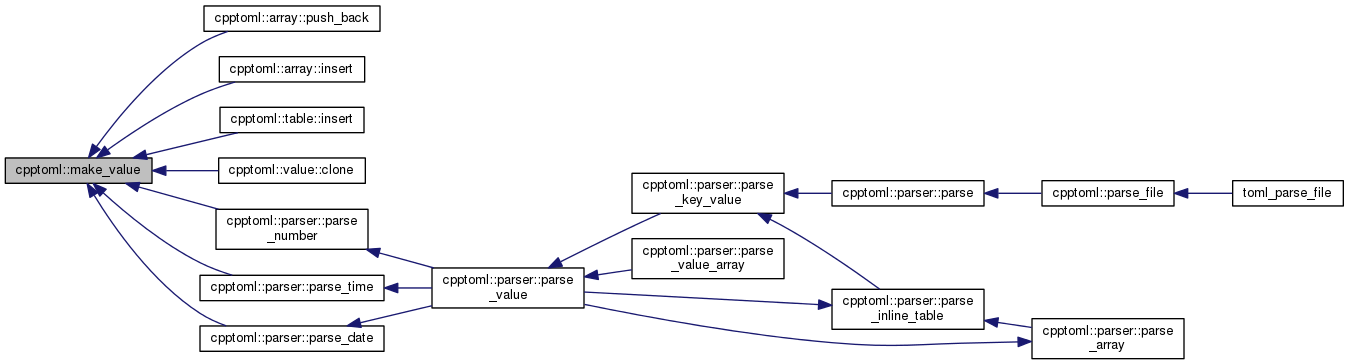 cpptoml::array::push_back
cpptoml::array::insert
cpptoml::table::insert
cpptoml::make_value
cpptoml::value::clone
cpptoml::parser::parse
_number
cpptoml::parser::parse_time
cpptoml::parser::parse_date
cpptoml::parser::parse
_value
cpptoml::parser::parse
_key_value
cpptoml::parser::parse
_value_array
cpptoml::parser::parse
cpptoml::parser::parse
_inline_table
cpptoml::parse_file
cpptoml::parser::parse
_array
toml_parse_file